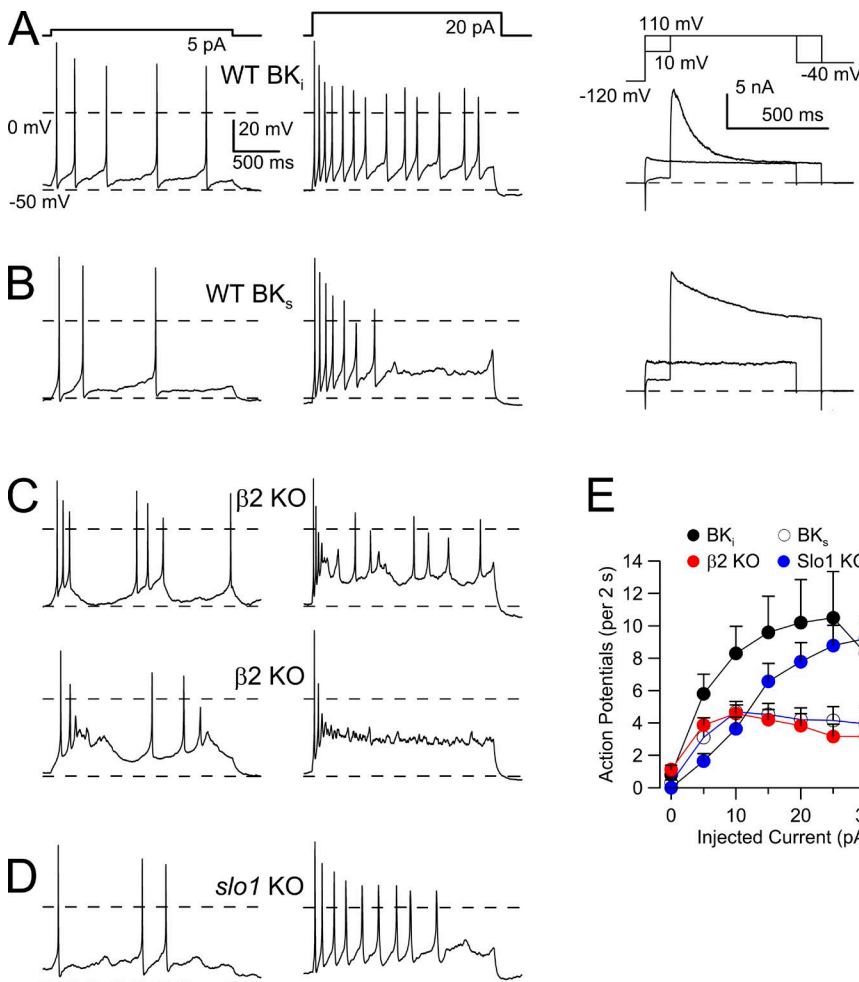 A
5 pA
20 pA
WT BKi
0 mV
20 mV
500 ms
-50 mV
110 mV
10 mV
-120 mV
-40 mV
5 nA
500 ms
B
WT BKs
C
β2 KO
β2 KO
D
slo1 KO
E
BKi
BKs
β2 KO
Slo1 KO
Action Potentials (per 2 s)
14
12
10
8
6
4
2
0
0
10
20
3
Injected Current (pA